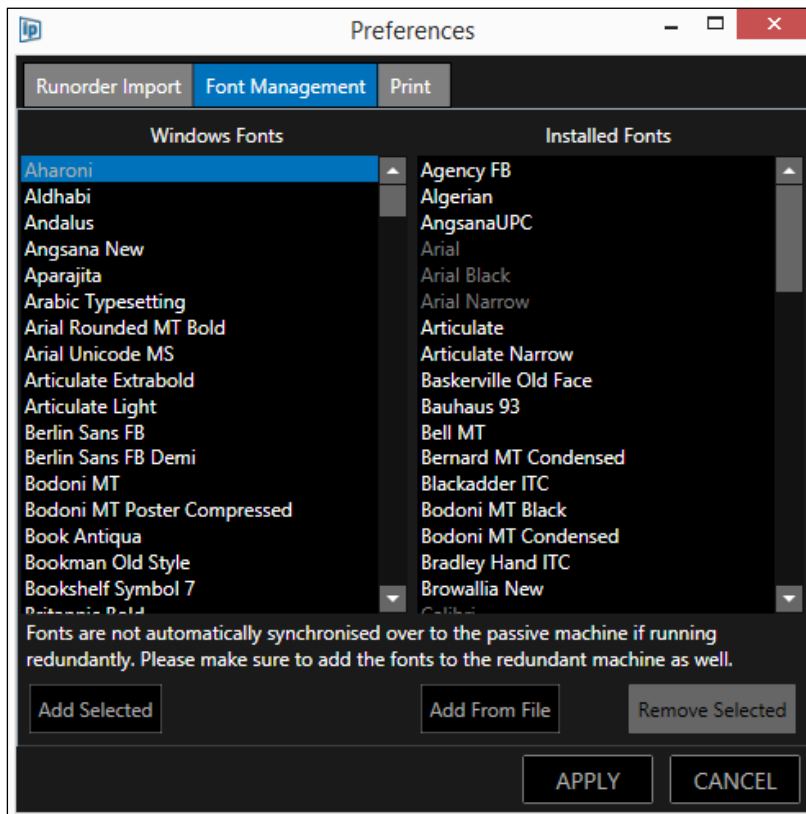 ip
Preferences
Runorder Import Font Management Print
Windows Fonts
Installed Fonts
Aharoni
Aldhabi
Andalus
Angsana New
Aparajita
Arabic Typesetting
Arial Rounded MT Bold
Arial Unicode MS
Articulate Extrabold
Articulate Light
Berlin Sans FB
Berlin Sans FB Demi
Bodoni MT
Bodoni MT Poster Compressed
Book Antiqua
Bookman Old Style
Bookshelf Symbol 7
Britannic Bold
Agency FB
Algerian
AngsanaUPC
Arial
Arial Black
Arial Narrow
Articulate
Articulate Narrow
Baskerville Old Face
Bauhaus 93
Bell MT
Bernard MT Condensed
Blackadder ITC
Bodoni MT Black
Bodoni MT Condensed
Bradley Hand ITC
Browallia New
Calibri
Fonts are not automatically synchronised over to the passive machine if running
redundantly. Please make sure to add the fonts to the redundant machine as well.
Add Selected
Add From File
Remove Selected
APPLY
CANCEL